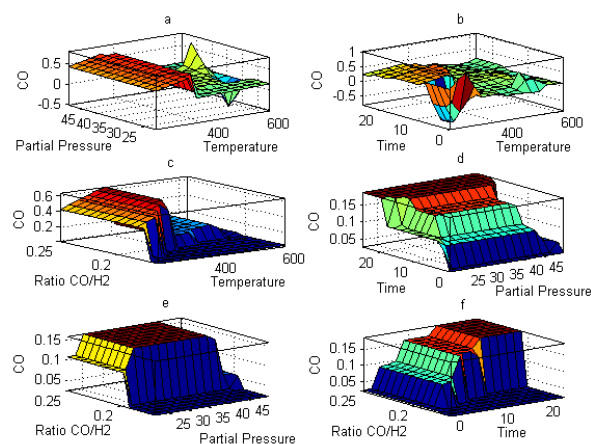 a
CO
0.5
0
-0.5
45
40
35
30
25
Partial Pressure
400
600
Temperature
b
CO
1
0.5
0
-0.5
20
10
0
Time
400
600
Temperature
c
CO
0.6
0.4
0.2
0.25
0.2
Ratio CO/H2
400
600
Temperature
d
CO
0.15
0.1
0.05
20
10
0
Time
25
30
35
40
45
Partial Pressure
e
CO
0.15
0.1
0.05
0.25
0.2
Ratio CO/H2
25
30
35
40
45
Partial Pressure
f
CO
0.15
0.1
0.05
0.25
0.2
Ratio CO/H2
0
10
20
Time